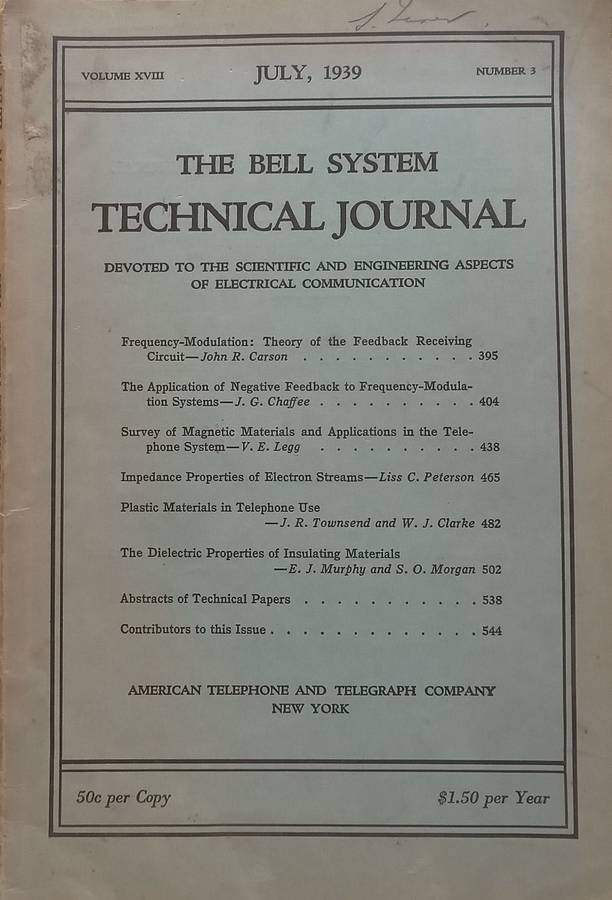 VOLUME XVIII JULY, 1939 NUMBER 3
THE BELL SYSTEM
TECHNICAL JOURNAL
DEVOTED TO THE SCIENTIFIC AND ENGINEERING ASPECTS
OF ELECTRICAL COMMUNICATION
Frequency-Modulation: Theory of the Feedback Receiving
Circuit—John R. Carson . . . . . . . . . . . 395
The Application of Negative Feedback to Frequency-Modula-
tion Systems—J. G. Chaffee . . . . . . . . . . 404
Survey of Magnetic Materials and Applications in the Tele-
phone System—V. E. Legg . . . . . . . . . . 438
Impedance Properties of Electron Streams—Liss C. Peterson 465
Plastic Materials in Telephone Use
—J. R. Townsend and W. J. Clarke 482
The Dielectric Properties of Insulating Materials
—E. J. Murphy and S. O. Morgan 502
Abstracts of Technical Papers . . . . . . . . . . . 538
Contributors to this Issue . . . . . . . . . . . . . 544
AMERICAN TELEPHONE AND TELEGRAPH COMPANY
NEW YORK
50c per Copy $1.50 per Year